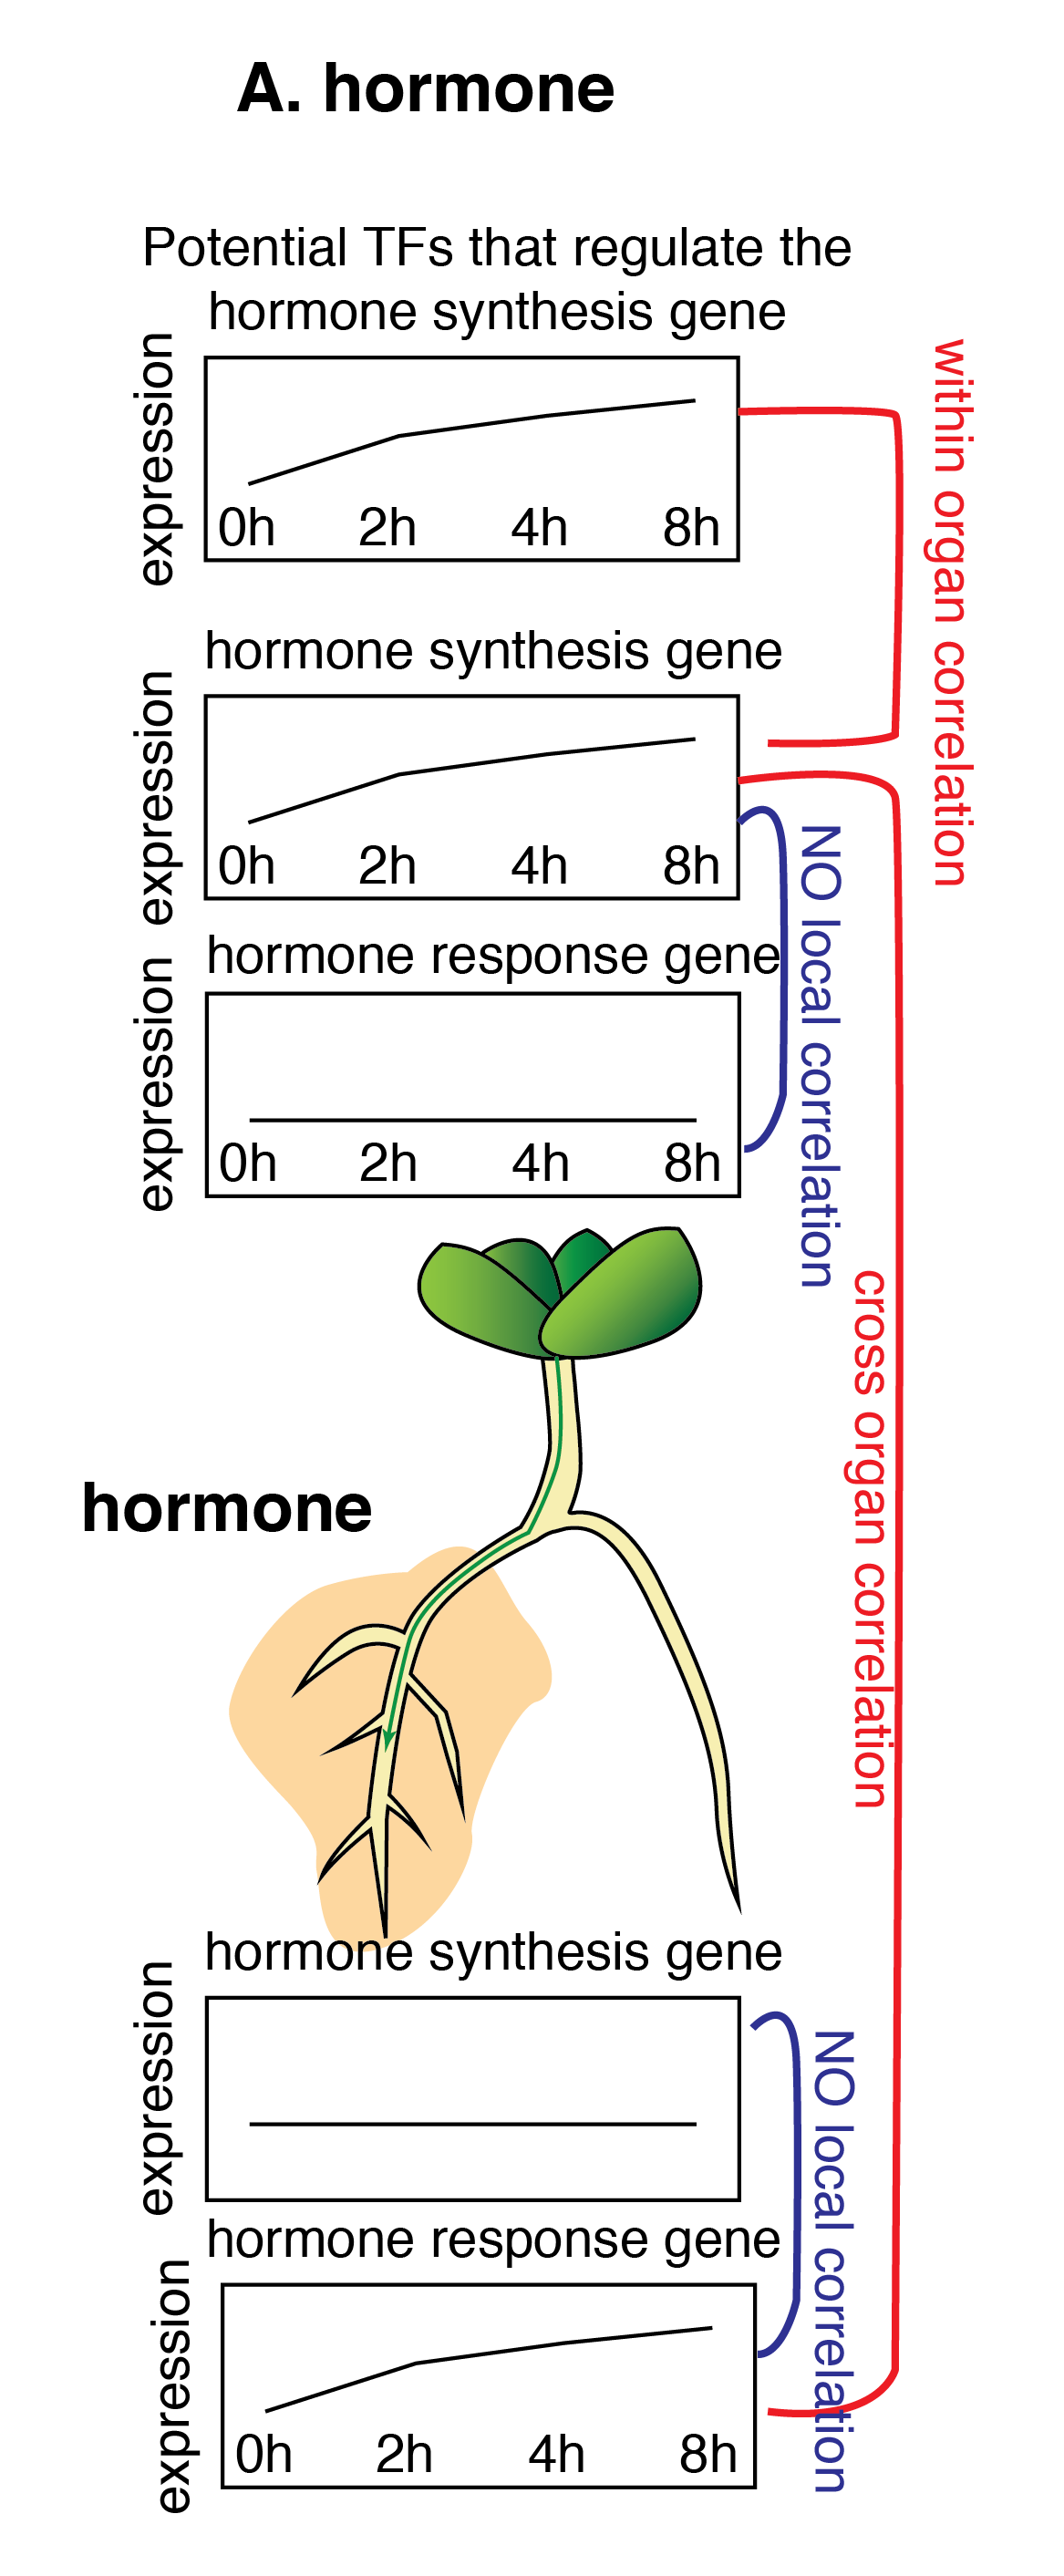 A. hormone
Potential TFs that regulate the
hormone synthesis gene
expression
0h 2h 4h 8h
within organ correlation
hormone synthesis gene
expression
0h 2h 4h 8h
NO local correlation
hormone response gene
expression
0h 2h 4h 8h
cross organ correlation
hormone
hormone synthesis gene
expression
NO local correlation
hormone response gene
expression
0h 2h 4h 8h